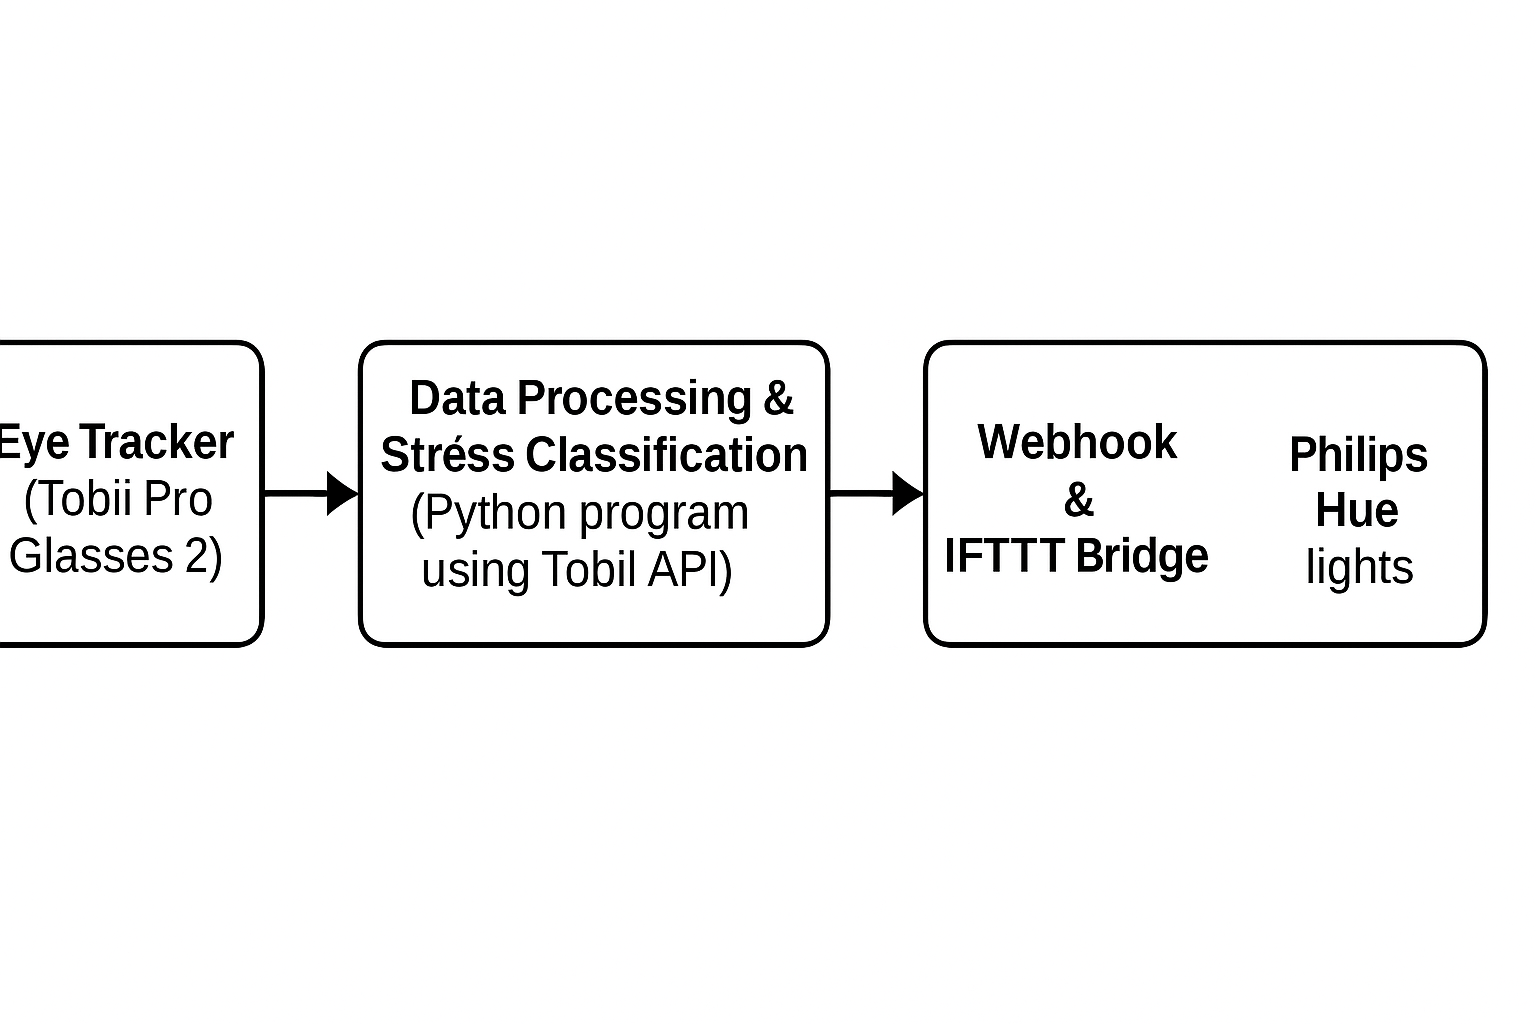 Eye Tracker
(Tobii Pro
Glasses 2)
Data Processing &
Stréss Classification
(Python program
using Tobil API)
Webhook
&
IFTTT Bridge
Philips
Hue
lights